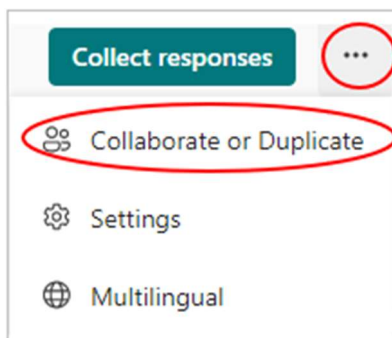 Collect responses ...
Collaborate or Duplicate
Settings
Multilingual